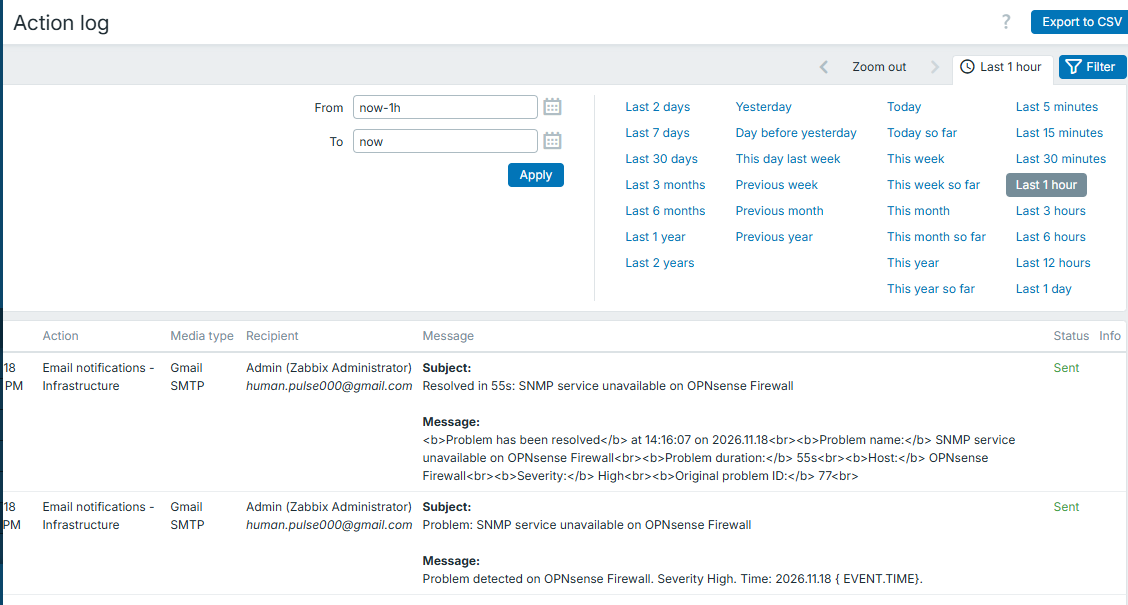 Action log
?
Export to CSV
Zoom out
Last 1 hour
Filter
From
now-1h
To
now
Apply
Last 2 days
Yesterday
Today
Last 5 minutes
Last 7 days
Day before yesterday
Today so far
Last 15 minutes
Last 30 days
This day last week
This week
Last 30 minutes
Last 3 months
Previous week
This week so far
Last 1 hour
Last 6 months
Previous month
This month
Last 3 hours
Last 1 year
Previous year
This month so far
Last 6 hours
Last 2 years
This year
Last 12 hours
This year so far
Last 1 day
Action Media type Recipient Message Status Info
18 Email notifications - Gmail Admin (Zabbix Administrator) Subject: Sent
PM Infrastructure SMTP human.pulse000@gmail.com Resolved in 55s: SNMP service unavailable on OPNsense Firewall
Message:
<b>Problem has been resolved</b> at 14:16:07 on 2026.11.18<br><b>Problem name:</b> SNMP service
unavailable on OPNsense Firewall<br><b>Problem duration:</b> 55s<br><b>Host:</b> OPNsense
Firewall<br><b>Severity:</b> High<br><b>Original problem ID:</b> 77<br>
18 Email notifications - Gmail Admin (Zabbix Administrator) Subject: Sent
PM Infrastructure SMTP human.pulse000@gmail.com Problem: SNMP service unavailable on OPNsense Firewall
Message:
Problem detected on OPNsense Firewall. Severity High. Time: 2026.11.18 { EVENT.TIME}.